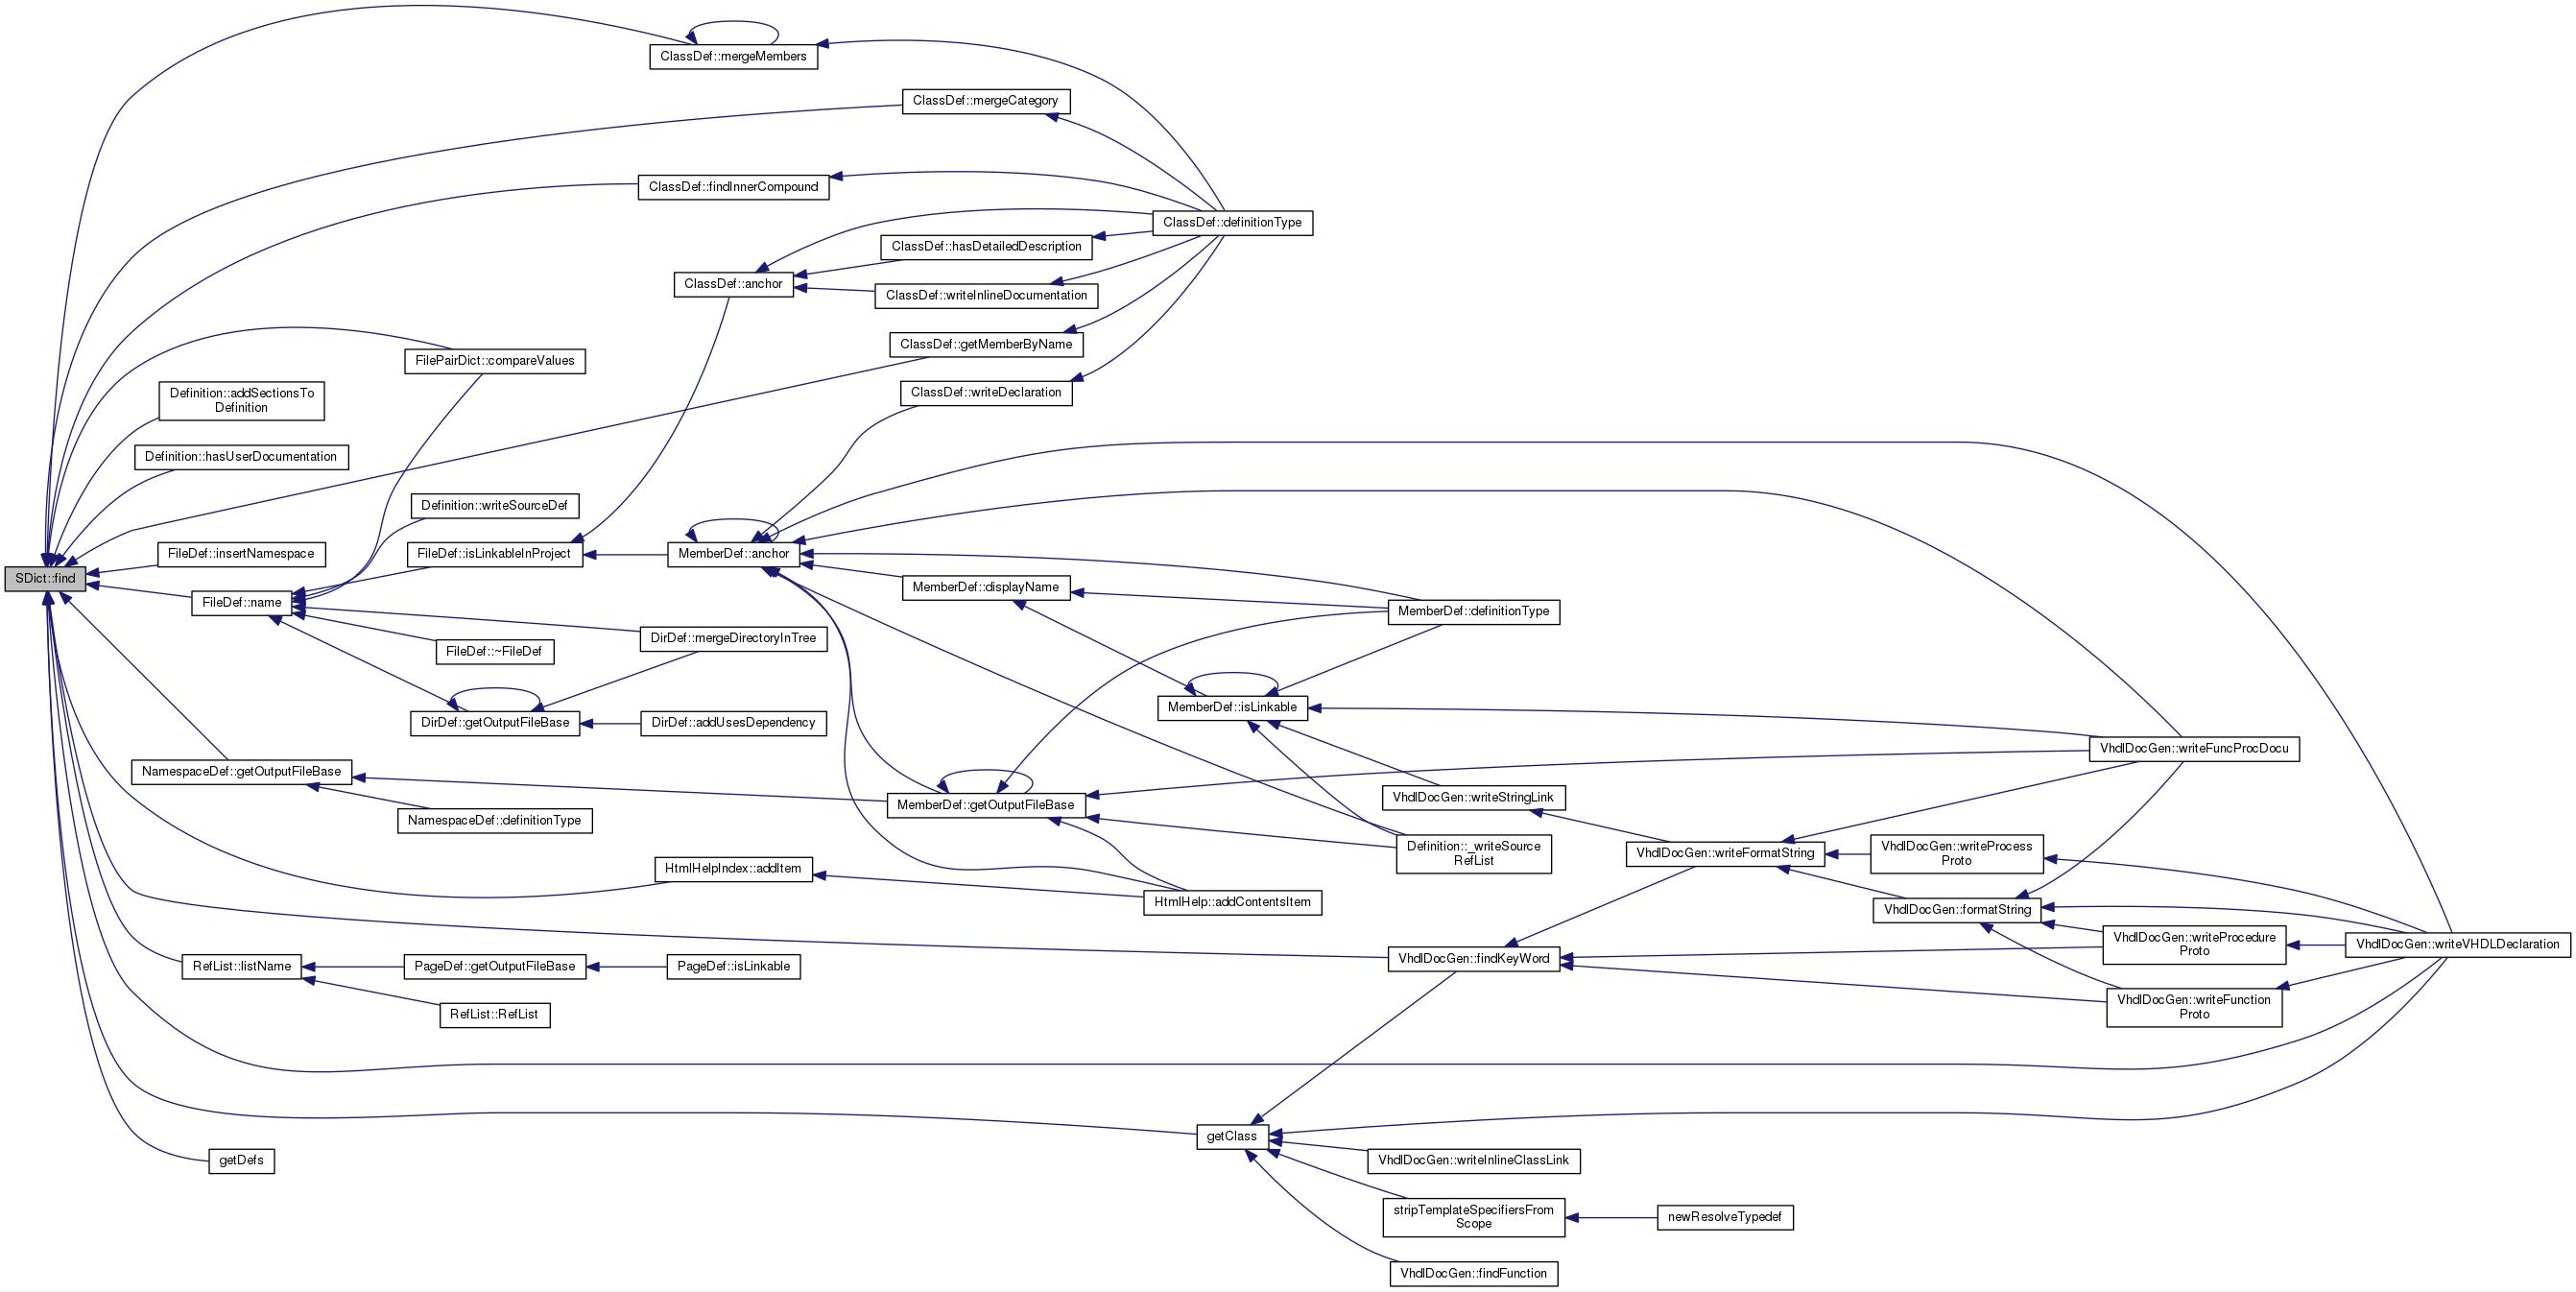 ClassDef::mergeMembers
ClassDef::mergeCategory
ClassDef::findInnerCompound
ClassDef::definitionType
ClassDef::hasDetailedDescription
ClassDef::anchor
ClassDef::writeInlineDocumentation
ClassDef::getMemberByName
FilePairDict::compareValues
ClassDef::writeDeclaration
Definition::addSectionsTo
Definition
Definition::hasUserDocumentation
Definition::writeSourceDef
FileDef::insertNamespace
FileDef::isLinkableInProject
MemberDef::anchor
SDict::find
MemberDef::displayName
FileDef::name
MemberDef::definitionType
DirDef::mergeDirectoryInTree
FileDef::~FileDef
MemberDef::isLinkable
DirDef::getOutputFileBase
DirDef::addUsesDependency
VhdlDocGen::writeFuncProcDocu
NamespaceDef::getOutputFileBase
VhdlDocGen::writeStringLink
MemberDef::getOutputFileBase
NamespaceDef::definitionType
Definition::_writeSource
RefList
VhdlDocGen::writeFormatString
VhdlDocGen::writeProcess
Proto
HtmlHelpIndex::addItem
HtmlHelp::addContentsItem
VhdlDocGen::formatString
VhdlDocGen::writeProcedure
Proto
VhdlDocGen::writeVHDLDeclaration
VhdlDocGen::findKeyWord
RefList::listName
PageDef::getOutputFileBase
PageDef::isLinkable
VhdlDocGen::writeFunction
Proto
RefList::RefList
getClass
getDefs
VhdlDocGen::writeInlineClassLink
stripTemplateSpecifiersFrom
Scope
newResolveTypedef
VhdlDocGen::findFunction